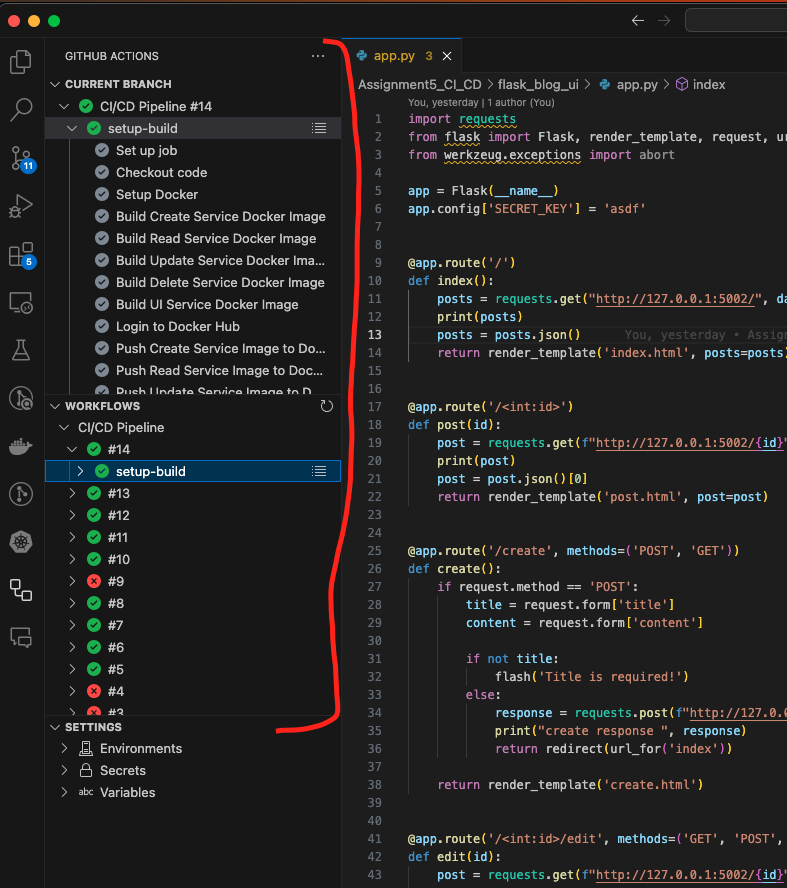 GITHUB ACTIONS
CURRENT BRANCH
CI/CD Pipeline #14
setup-build
Set up job
Checkout code
Setup Docker
Build Create Service Docker Image
Build Read Service Docker Image
Build Update Service Docker Ima...
Build Delete Service Docker Image
Build UI Service Docker Image
Login to Docker Hub
Push Create Service Image to Do...
Push Read Service Image to Doc...
Push Update Service Image to D
WORKFLOWS
CI/CD Pipeline
#14
setup-build
#13
#12
#11
#10
#9
#8
#7
#6
#5
#4
#3
SETTINGS
Environments
Secrets
abc Variables
11
5
app.py 3
Assignment5_CI_CD > flask_blog_ui > app.py > index
You, yesterday | 1 author (You)
1 import requests
2 from flask import Flask, render_template, request,
3 from werkzeug.exceptions import abort
4
5 app = Flask(__name__)
6 app.config['SECRET_KEY'] = 'asdf'
7
8
9 @app.route('/')
10 def index():
11 posts = requests.get("http://127.0.0.1:5002/", da
12 print(posts)
13 posts = posts.json() You, yesterday • Assig
14 return render_template('index.html', posts=posts)
15
16
17 @app.route('/<int:id>')
18 def post(id):
19 post = requests.get(f"http://127.0.0.1:5002/{id}"
20 print(post)
21 post = post.json()[0]
22 return render_template('post.html', post=post)
23
24
25 @app.route('/create', methods=('POST', 'GET'))
26 def create():
27 if request.method == 'POST':
28 title = request.form['title']
29 content = request.form['content']
30
31 if not title:
32 flash('Title is required!')
33 else:
34 response = requests.post(f"http://127.0.0
35 print("create response ", response)
36 return redirect(url_for('index'))
37
38 return render_template('create.html')
39
40
41 @app.route('/<int:id>/edit', methods=('GET', 'POST',
42 def edit(id):
43 post = requests.get(f"http://127.0.0.1:5002/{id}"